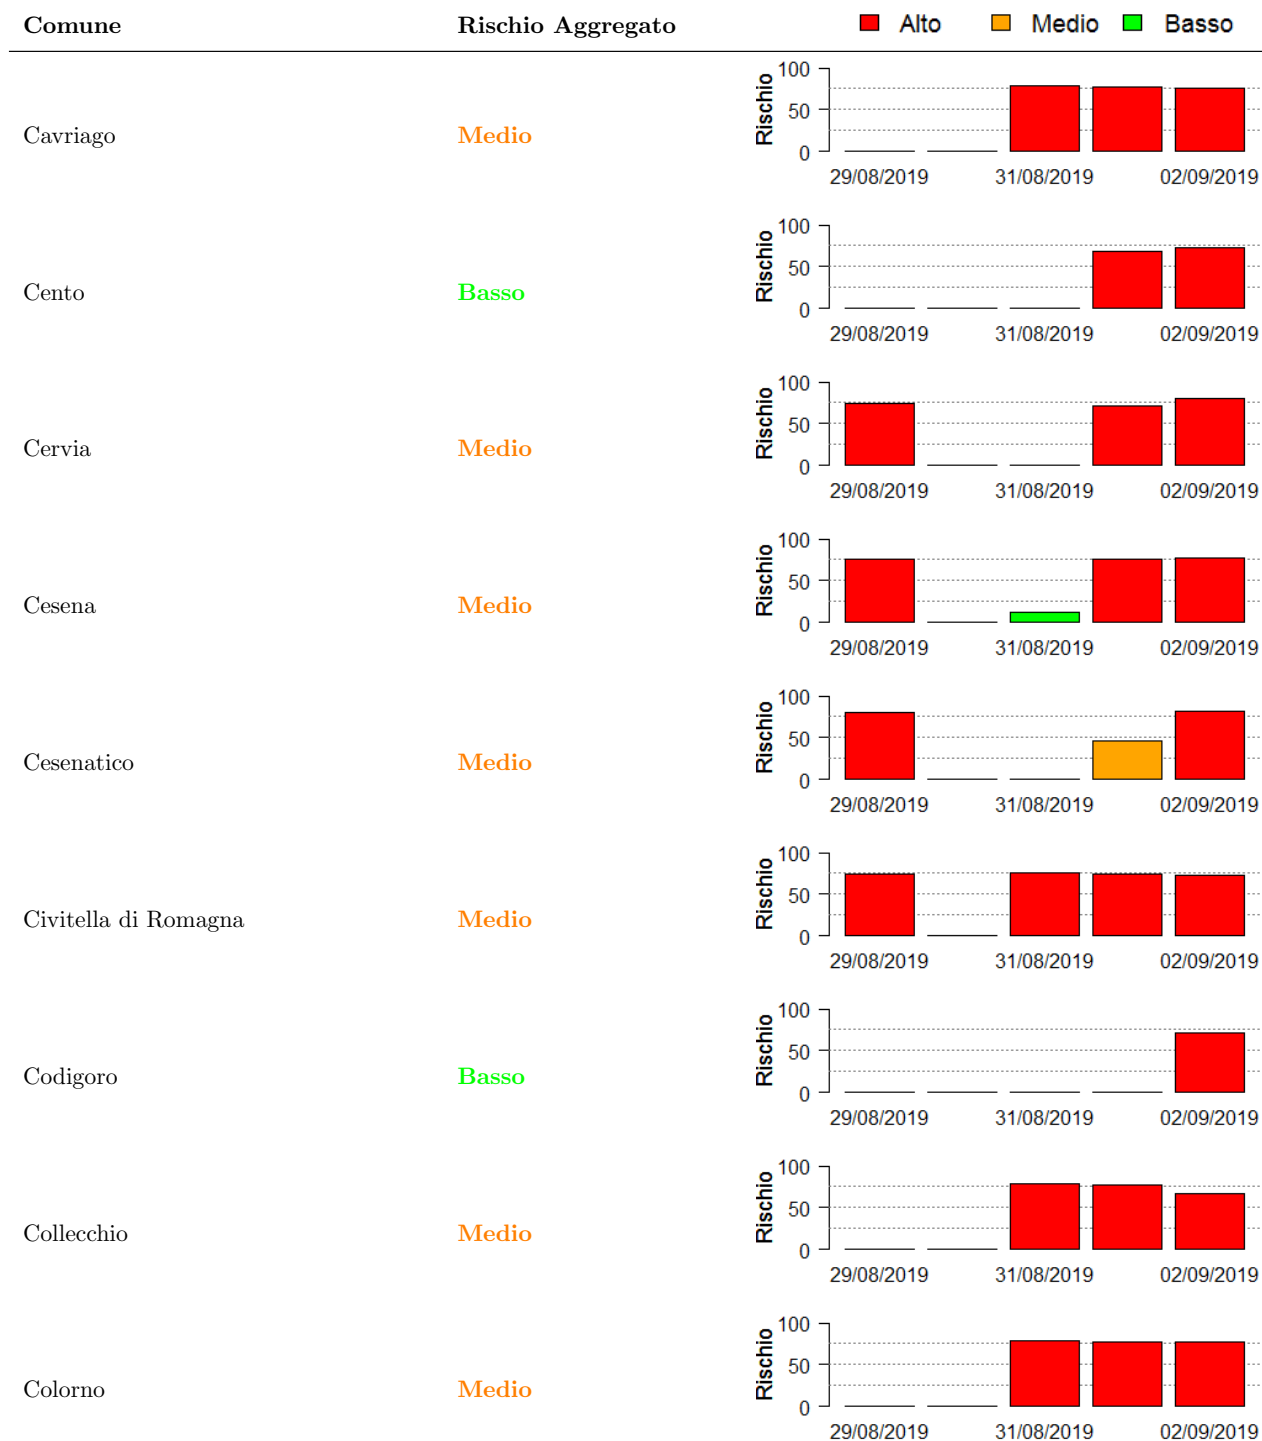 Comune Rischio Aggregato Alto Medio Basso
Cavriago Medio Rischio 100 50 0
29/08/2019 31/08/2019 02/09/2019
Cento Basso Rischio 100 50 0
29/08/2019 31/08/2019 02/09/2019
Cervia Medio Rischio 100 50 0
29/08/2019 31/08/2019 02/09/2019
Cesena Medio Rischio 100 50 0
29/08/2019 31/08/2019 02/09/2019
Cesenatico Medio Rischio 100 50 0
29/08/2019 31/08/2019 02/09/2019
Civitella di Romagna Medio Rischio 100 50 0
29/08/2019 31/08/2019 02/09/2019
Codigoro Basso Rischio 100 50 0
29/08/2019 31/08/2019 02/09/2019
Collecchio Medio Rischio 100 50 0
29/08/2019 31/08/2019 02/09/2019
Colorno Medio Rischio 100 50 0
29/08/2019 31/08/2019 02/09/2019